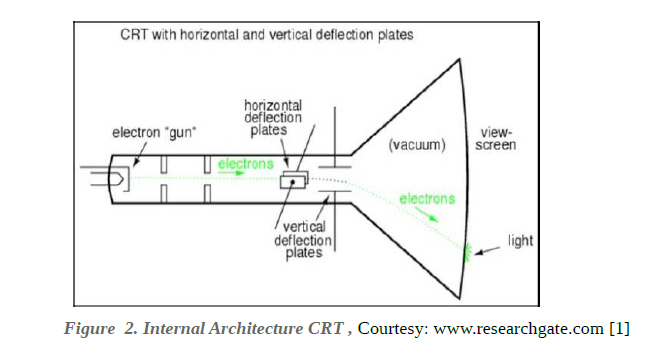 CRT with horizontal and vertical deflection plates
horizontal
deflection
plates
electron "gun"
electrons
(vacuum)
view-
screen
electrons
vertical
deflection
plates
light
Figure 2. Internal Architecture CRT , Courtesy: www.researchgate.com [1]